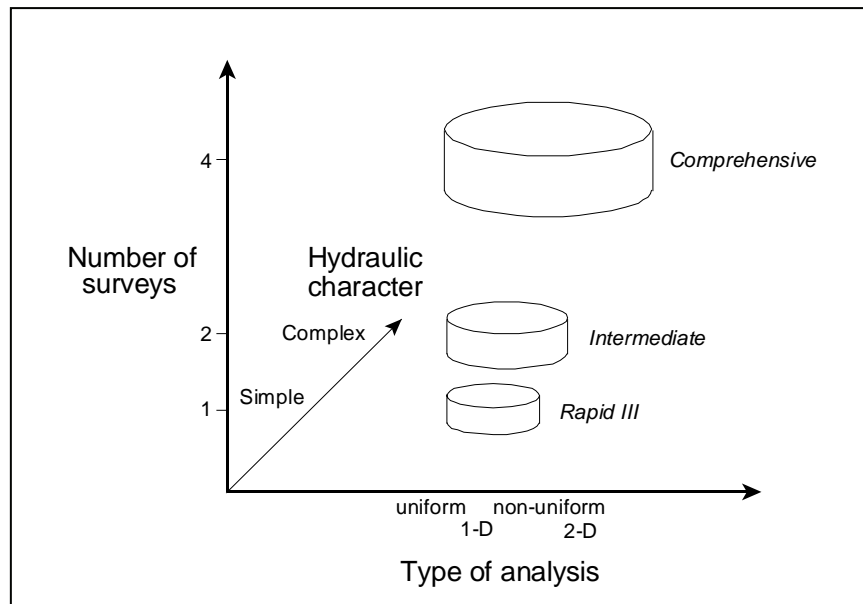 4
Comprehensive
Number of
surveys
Hydraulic
character
Complex
2
Intermediate
Simple
1
Rapid III
uniform non-uniform
1-D 2-D
Type of analysis